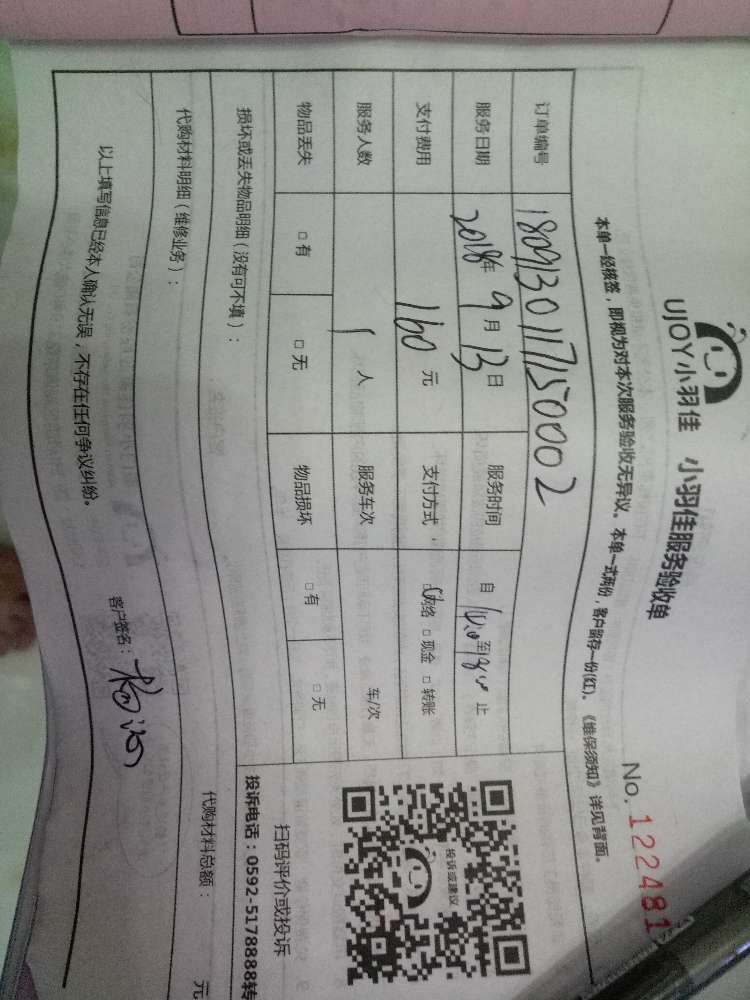 UJOY小羽佳 小羽佳服务验收单
No. 122481
本单一经核签，即视为对本次服务验收无异议。本单一式两份，客户留存一份(红)。《维保须知》详见背面。
订单编号 1809130117150002
服务日期 2018年9月13日 服务时间 自 至 止
支付费用 160元 支付方式 网络 □现金 □转账
服务人数 1人 服务车次 车/次
物品丢失 □有 □无 物品损坏 □有 □无
损坏或丢失物品明细（没有可不填）：
投诉或建议
扫码评价或投诉
投诉电话：0592-5178888转
代购材料明细（维修业务）： 代购材料总额： 元
以上填写信息已经本人确认无误，不存在任何争议纠纷。
客户签名：